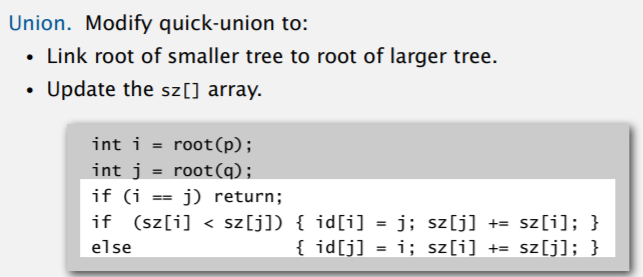 Union. Modify quick-union to:
• Link root of smaller tree to root of larger tree.
• Update the sz[] array.
int i = root(p);
int j = root(q);
if (i == j) return;
if (sz[i] < sz[j]) { id[i] = j; sz[j] += sz[i]; }
else { id[j] = i; sz[i] += sz[j]; }